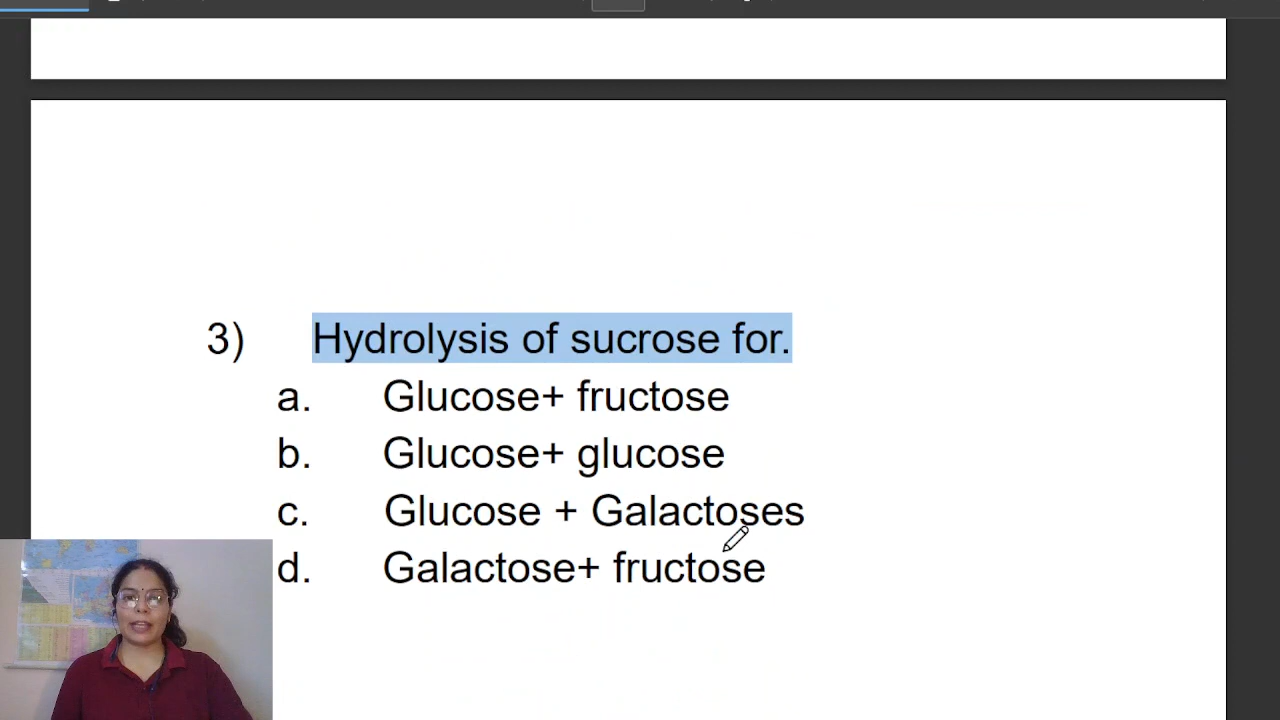 3) Hydrolysis of sucrose for.
a. Glucose+ fructose
b. Glucose+ glucose
c. Glucose + Galactoses
d. Galactose+ fructose